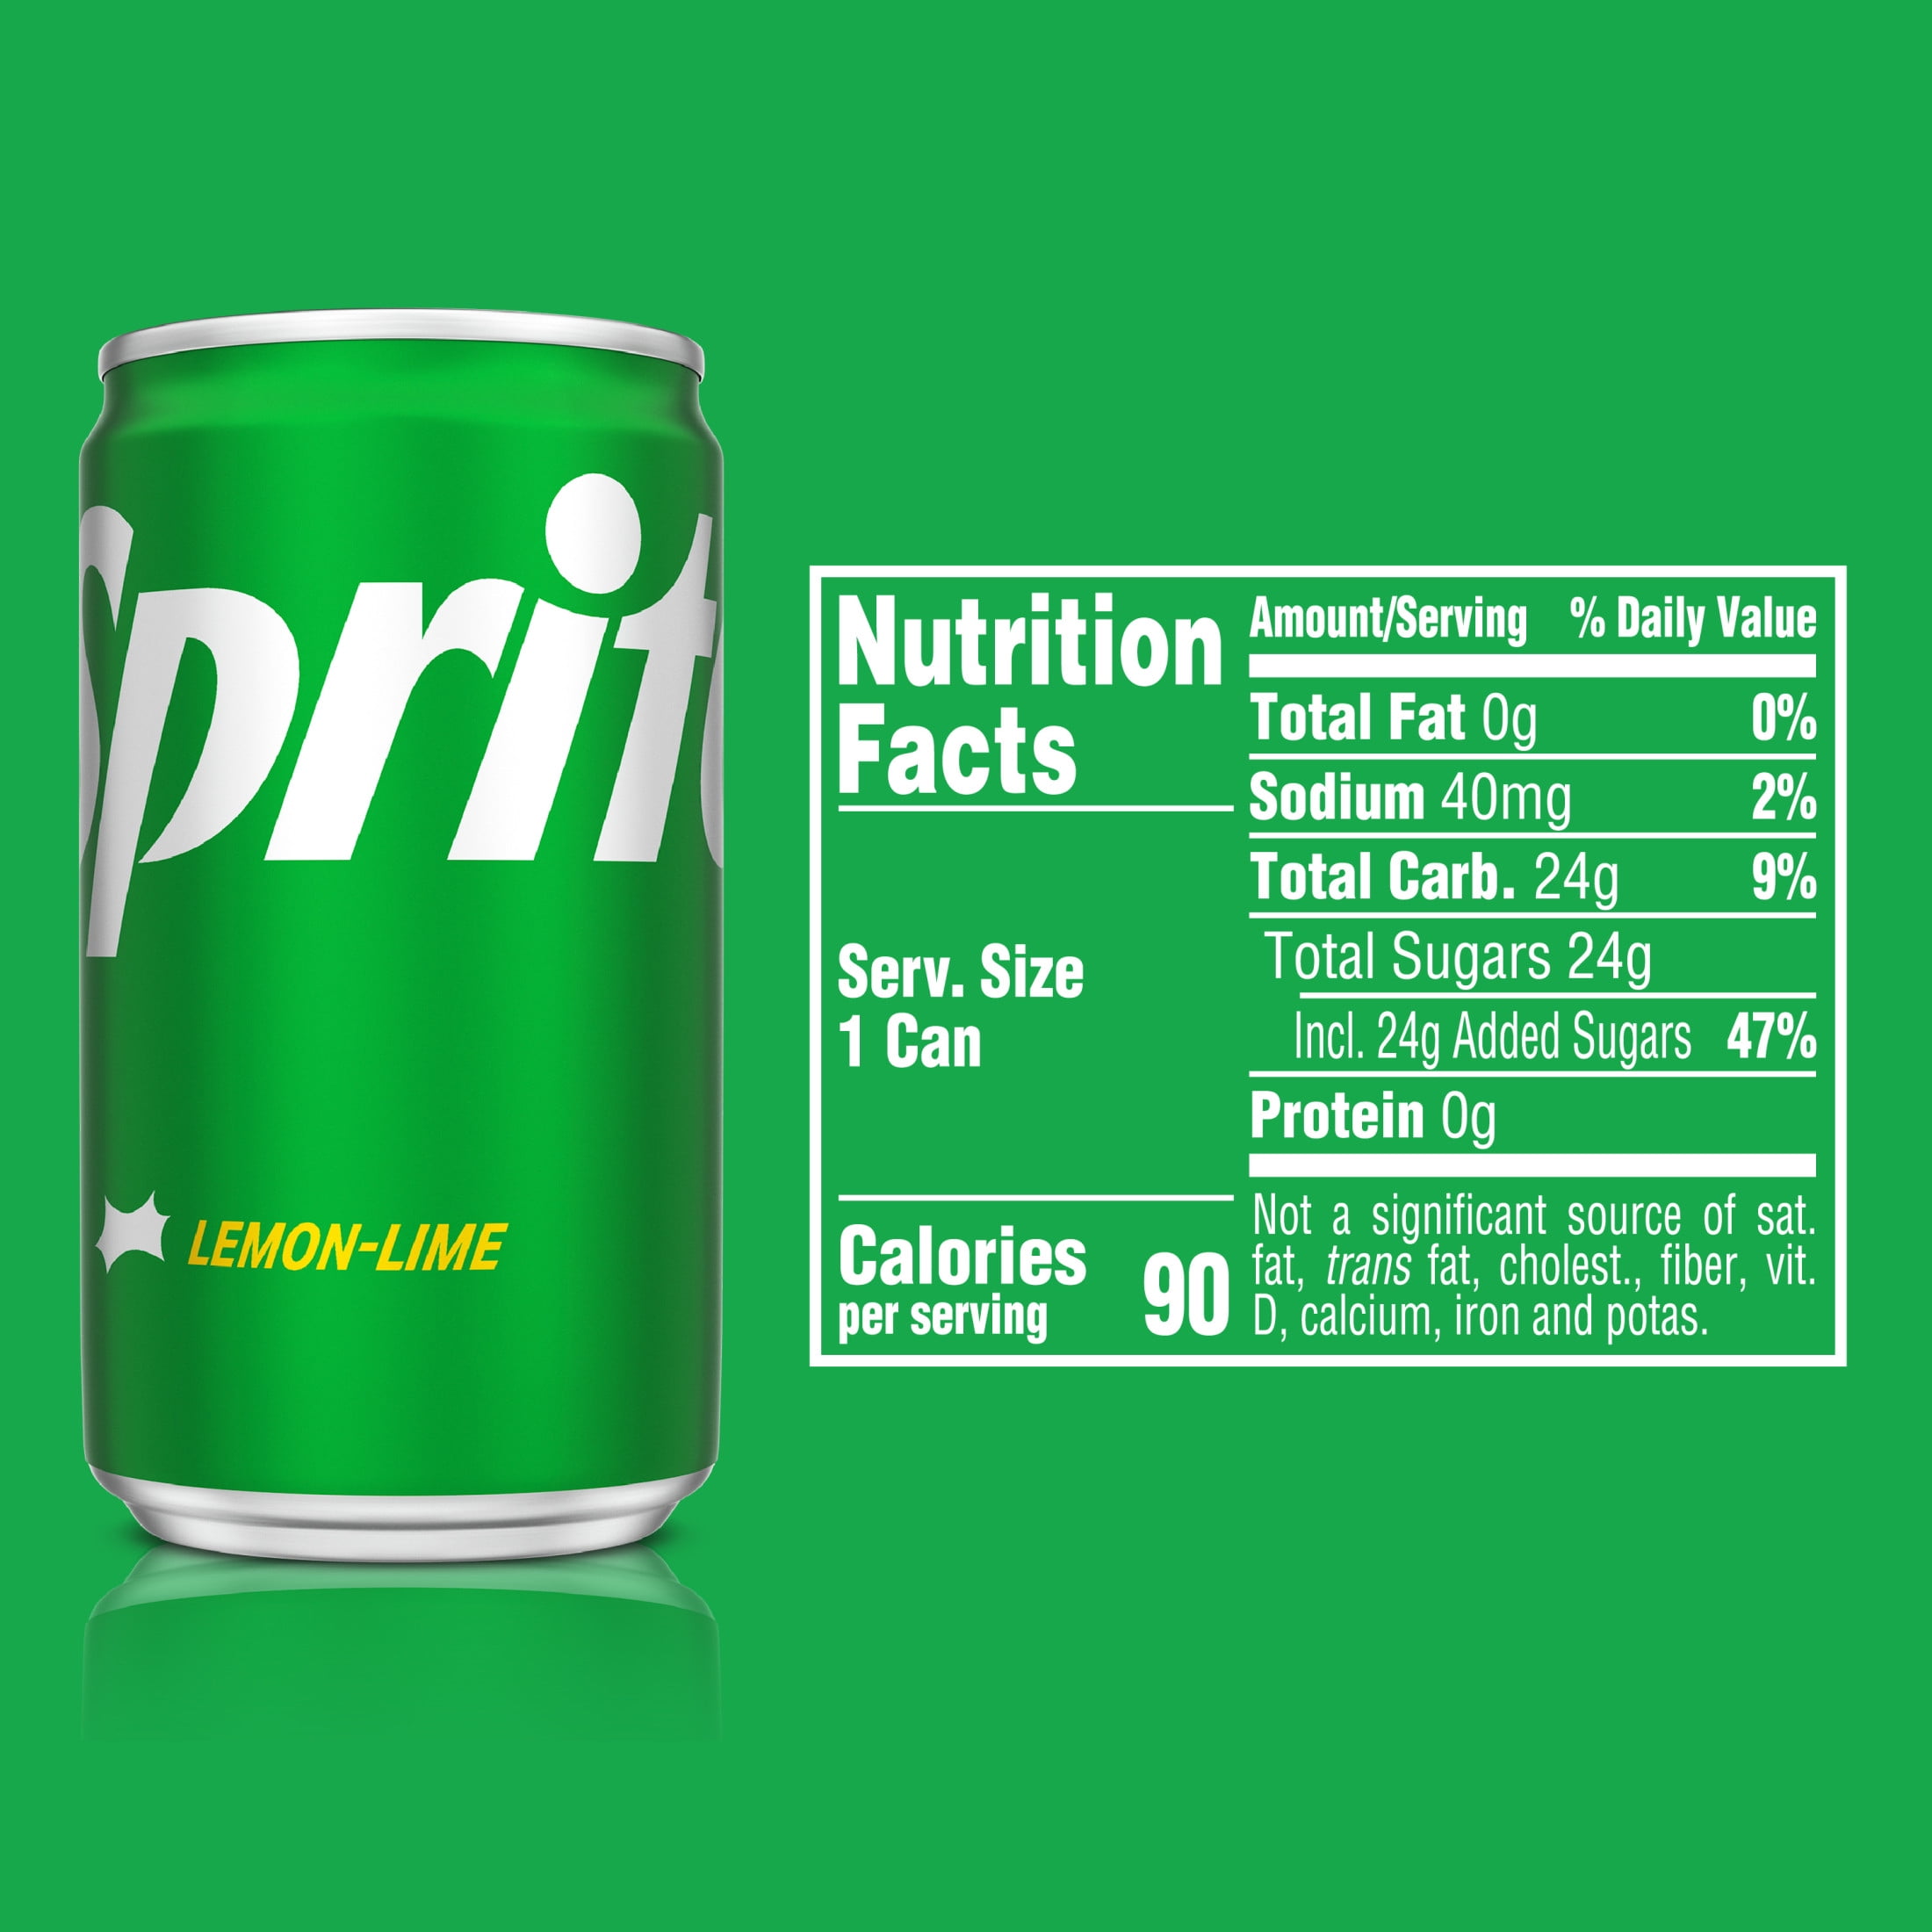 Sprite
LEMON-LIME
Nutrition
Facts
Serv. Size
1 Can
Calories
per serving
90
Amount/Serving % Daily Value
Total Fat 0g 0%
Sodium 40mg 2%
Total Carb. 24g 9%
Total Sugars 24g
Incl. 24g Added Sugars 47%
Protein 0g
Not a significant source of sat.
fat, trans fat, cholest., fiber, vit.
D, calcium, iron and potas.